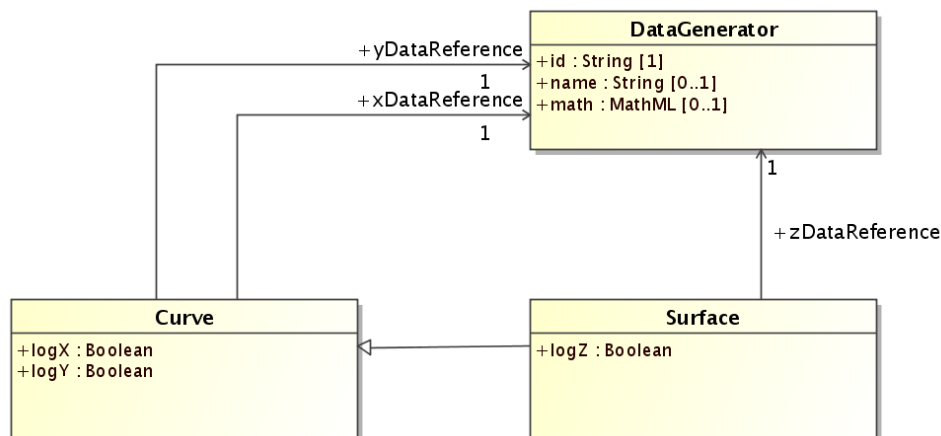 DataGenerator
+yDataReference
+id : String [1]
1
+name : String [0..1]
+xDataReference
+math : MathML [0..1]
1
1
+zDataReference
Curve
Surface
+logX : Boolean
+logY : Boolean
+logZ : Boolean